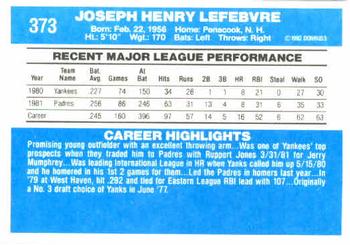 373
JOSEPH HENRY LEFEBVRE
Born: Feb. 22, 1956 Home: Penacook, N. H.
Ht.: 5'10" Wgt.: 170 Bats: Left Throws: Right
© 1982 DONRUSS
RECENT MAJOR LEAGUE PERFORMANCE
Year Team Name Bat. Avg Games At Bat Hits Runs 2B 3B HR RBI Steal Walk SO
1980 Yankees .227 74 150 34 26 1 1 8 21 0 27 30
1981 Padres .256 86 246 63 31 13 4 8 31 6 35 33
Career .245 160 396 97 57 14 5 16 52 6 62 63
CAREER HIGHLIGHTS
Promising young outfielder with an excellent throwing arm...Was one of Yankees' top prospects when they traded him to Padres with Ruppert Jones 3/31/81 for Jerry Mumphrey...Was leading International League in HR when Yankees called him up 5/15/80 and he homered in his 1st 2 games for them...Led the Padres in homers last year...In '79 at West Haven, hit .292 and tied for Eastern League RBI lead with 107...Originally a No. 3 draft choice of Yanks in June '77.